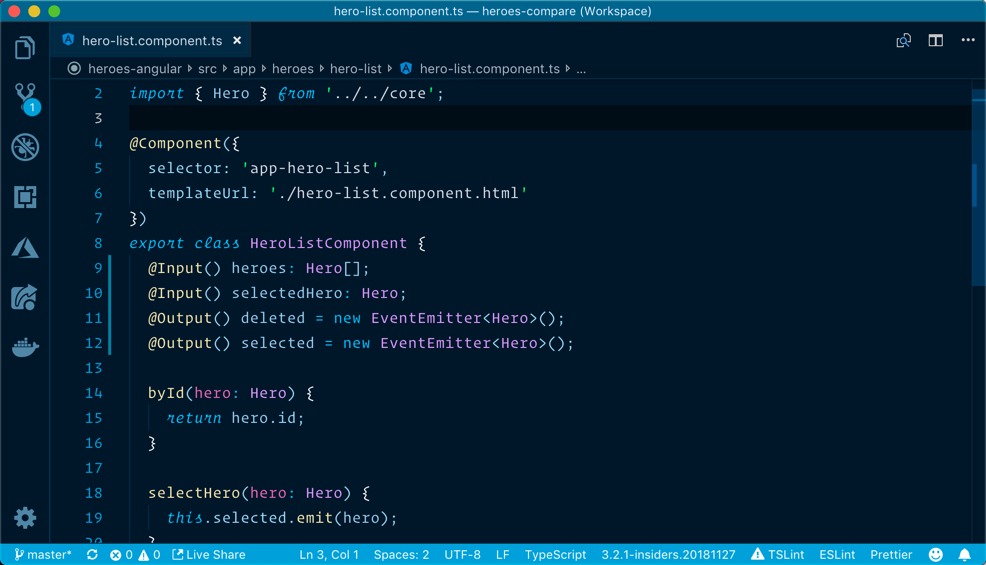 hero-list.component.ts — heroes-compare (Workspace)
hero-list.component.ts ×
heroes-angular › src › app › heroes › hero-list › hero-list.component.ts › ...
1
2 import { Hero } from '../../core';
3
4 @Component({
5 selector: 'app-hero-list',
6 templateUrl: './hero-list.component.html'
7 })
8 export class HeroListComponent {
9 @Input() heroes: Hero[];
10 @Input() selectedHero: Hero;
11 @Output() deleted = new EventEmitter<Hero>();
12 @Output() selected = new EventEmitter<Hero>();
13
14 byId(hero: Hero) {
15 return hero.id;
16 }
17
18 selectHero(hero: Hero) {
19 this.selected.emit(hero);
20 }
master* 0 0 Live Share Ln 3, Col 1 Spaces: 2 UTF-8 LF TypeScript 3.2.1-insiders.20181127 TSLint ESLint Prettier